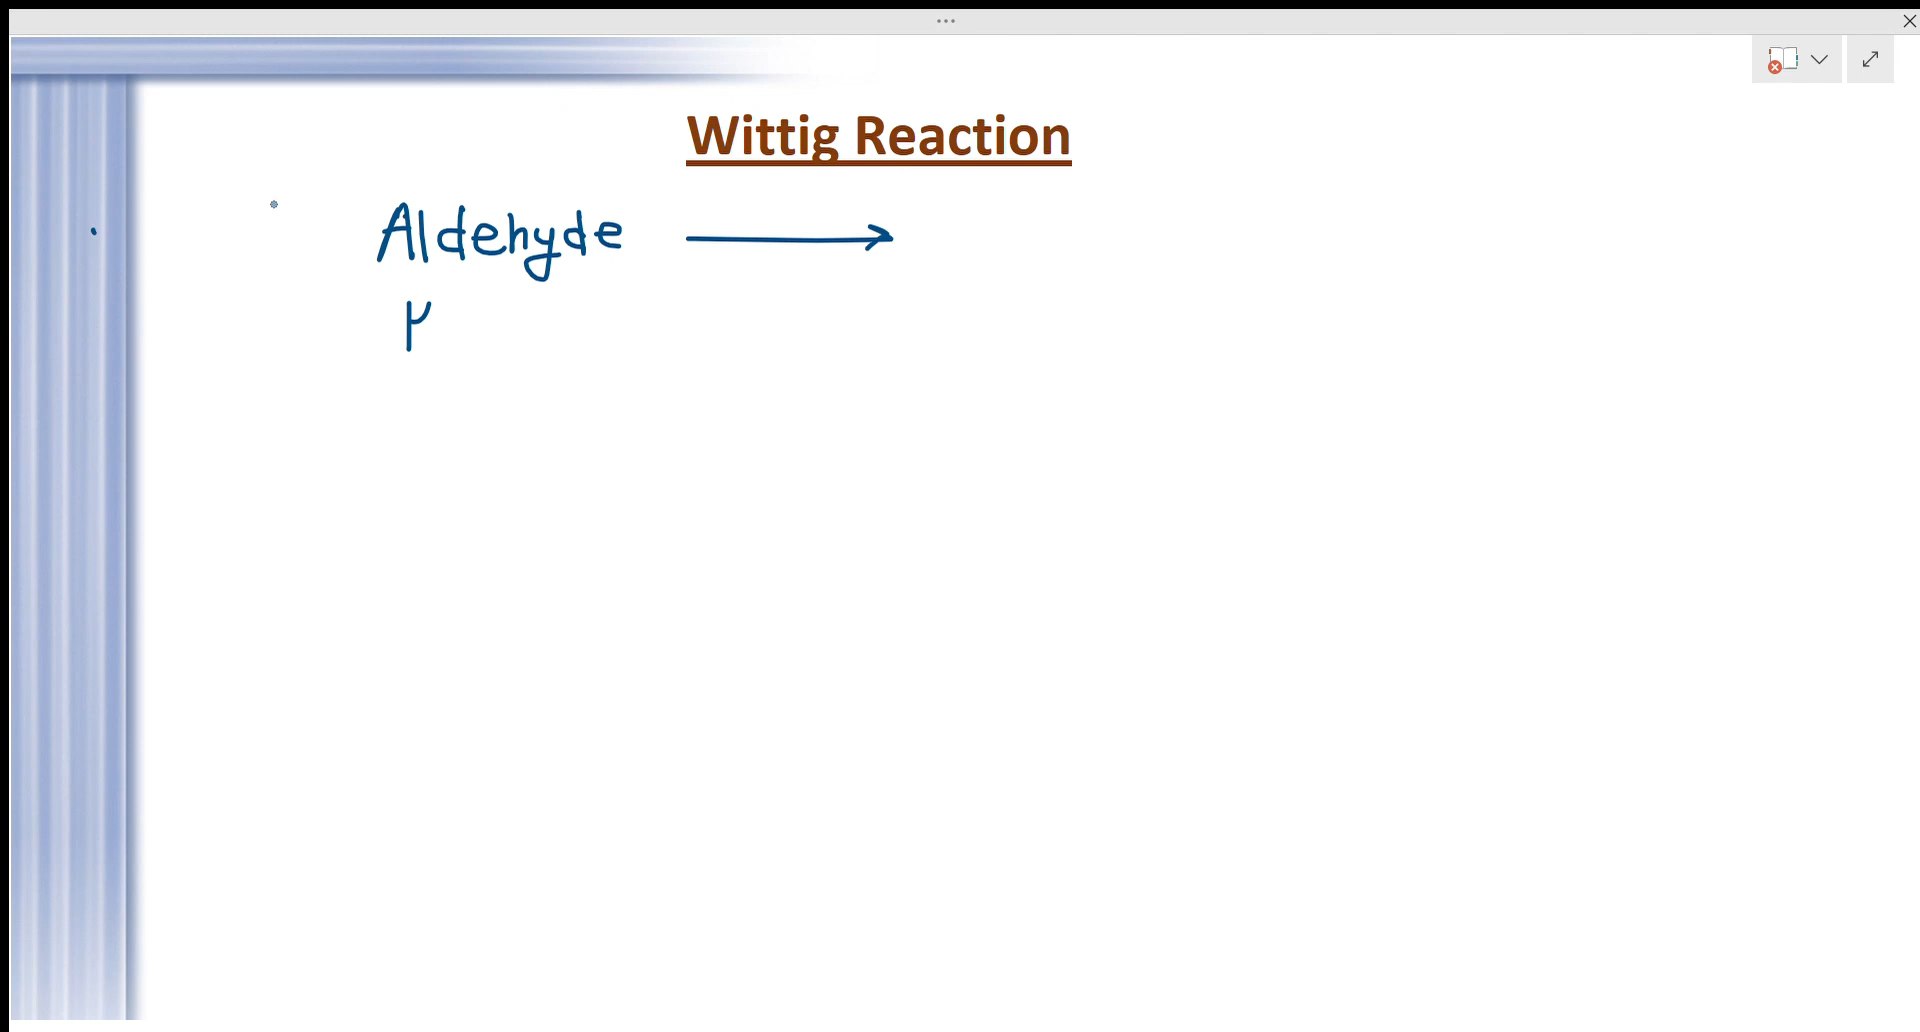 Wittig Reaction
Aldehyde →